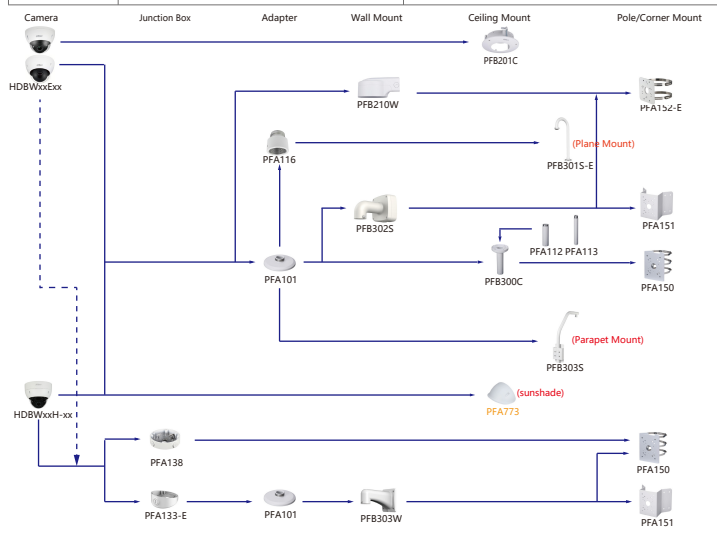 Camera
Junction Box
Adapter
Wall Mount
Ceiling Mount
Pole/Corner Mount
PFB201C
HDBWxxExx
PFB210W
PFA152-E
PFA116
(Plane Mount)
PFB301S-E
PFB302S
PFA151
PFA112 PFA113
PFA101
PFB300C
PFA150
(Parapet Mount)
PFB303S
(sunshade)
HDBWxxH-xx
PFA773
PFA138
PFA150
PFA133-E
PFA101
PFB303W
PFA151